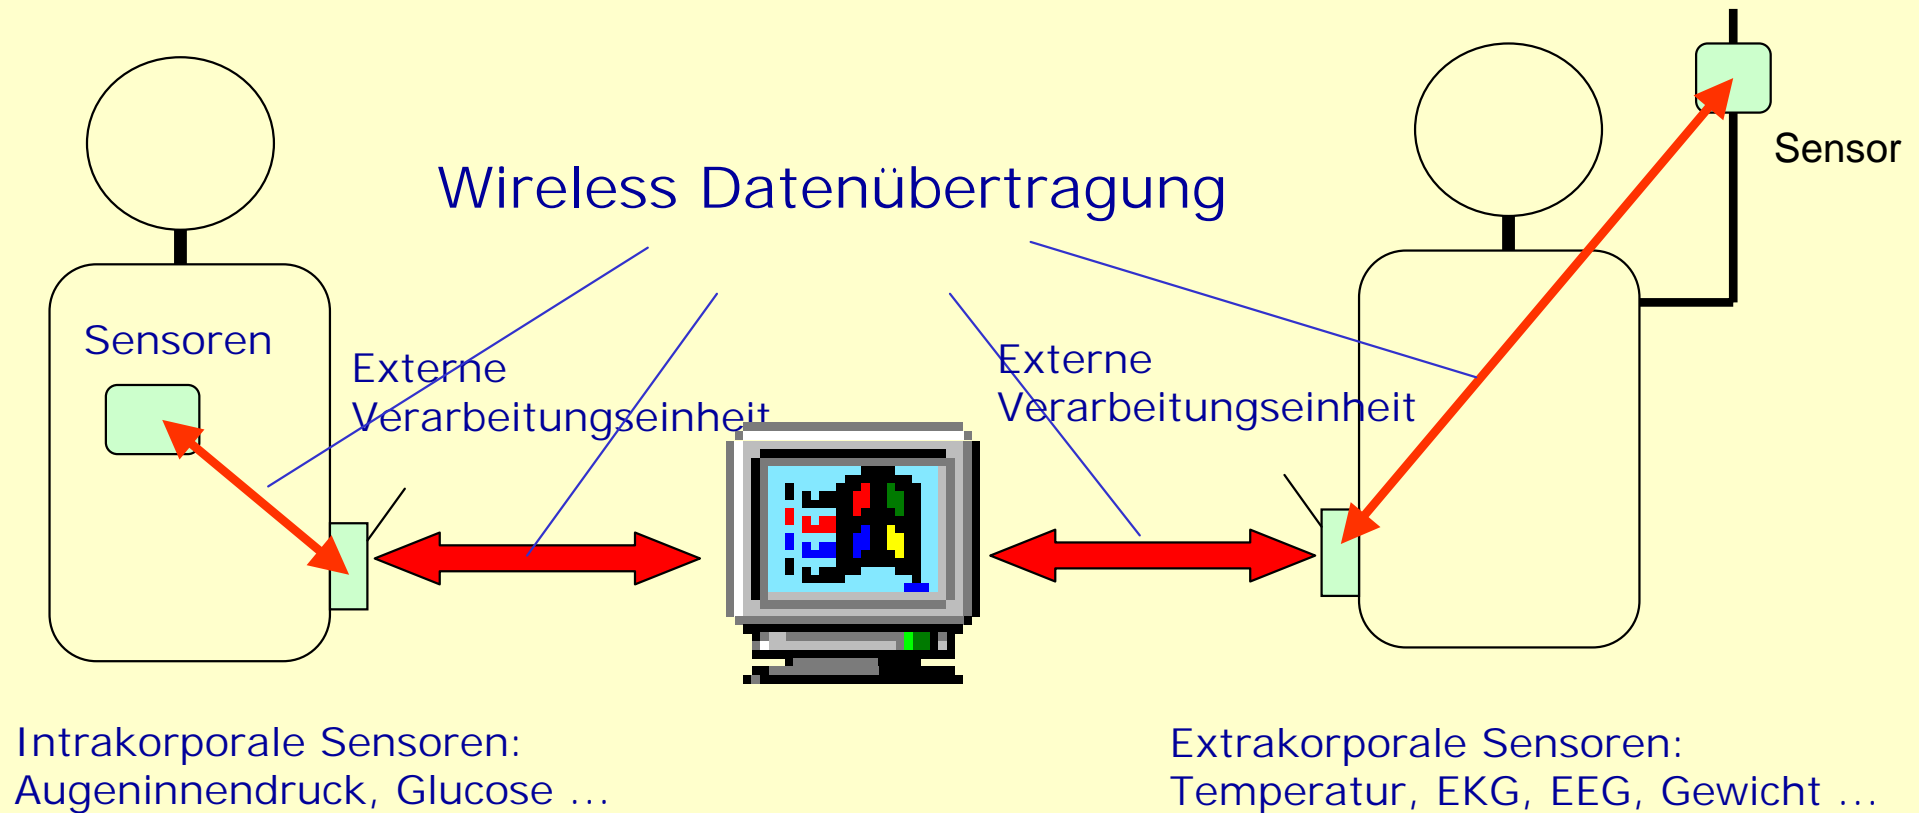 Sensor
Wireless Datenübertragung
Sensoren
Externe
Verarbeitungseinheit
Externe
Verarbeitungseinheit
Intrakorporale Sensoren:
Augeninnendruck, Glucose ...
Extrakorporale Sensoren:
Temperatur, EKG, EEG, Gewicht ...